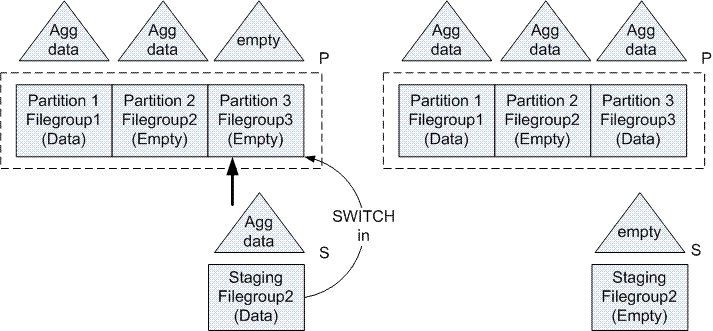 Agg
data
Agg
data
empty
P
Partition 1
Filegroup1
(Data)
Partition 2
Filegroup2
(Empty)
Partition 3
Filegroup3
(Empty)
Agg
data
S
SWITCH
in
Staging
Filegroup2
(Data)
Agg
data
Agg
data
Agg
data
P
Partition 1
Filegroup1
(Data)
Partition 2
Filegroup2
(Empty)
Partition 3
Filegroup3
(Data)
empty
S
Staging
Filegroup2
(Empty)